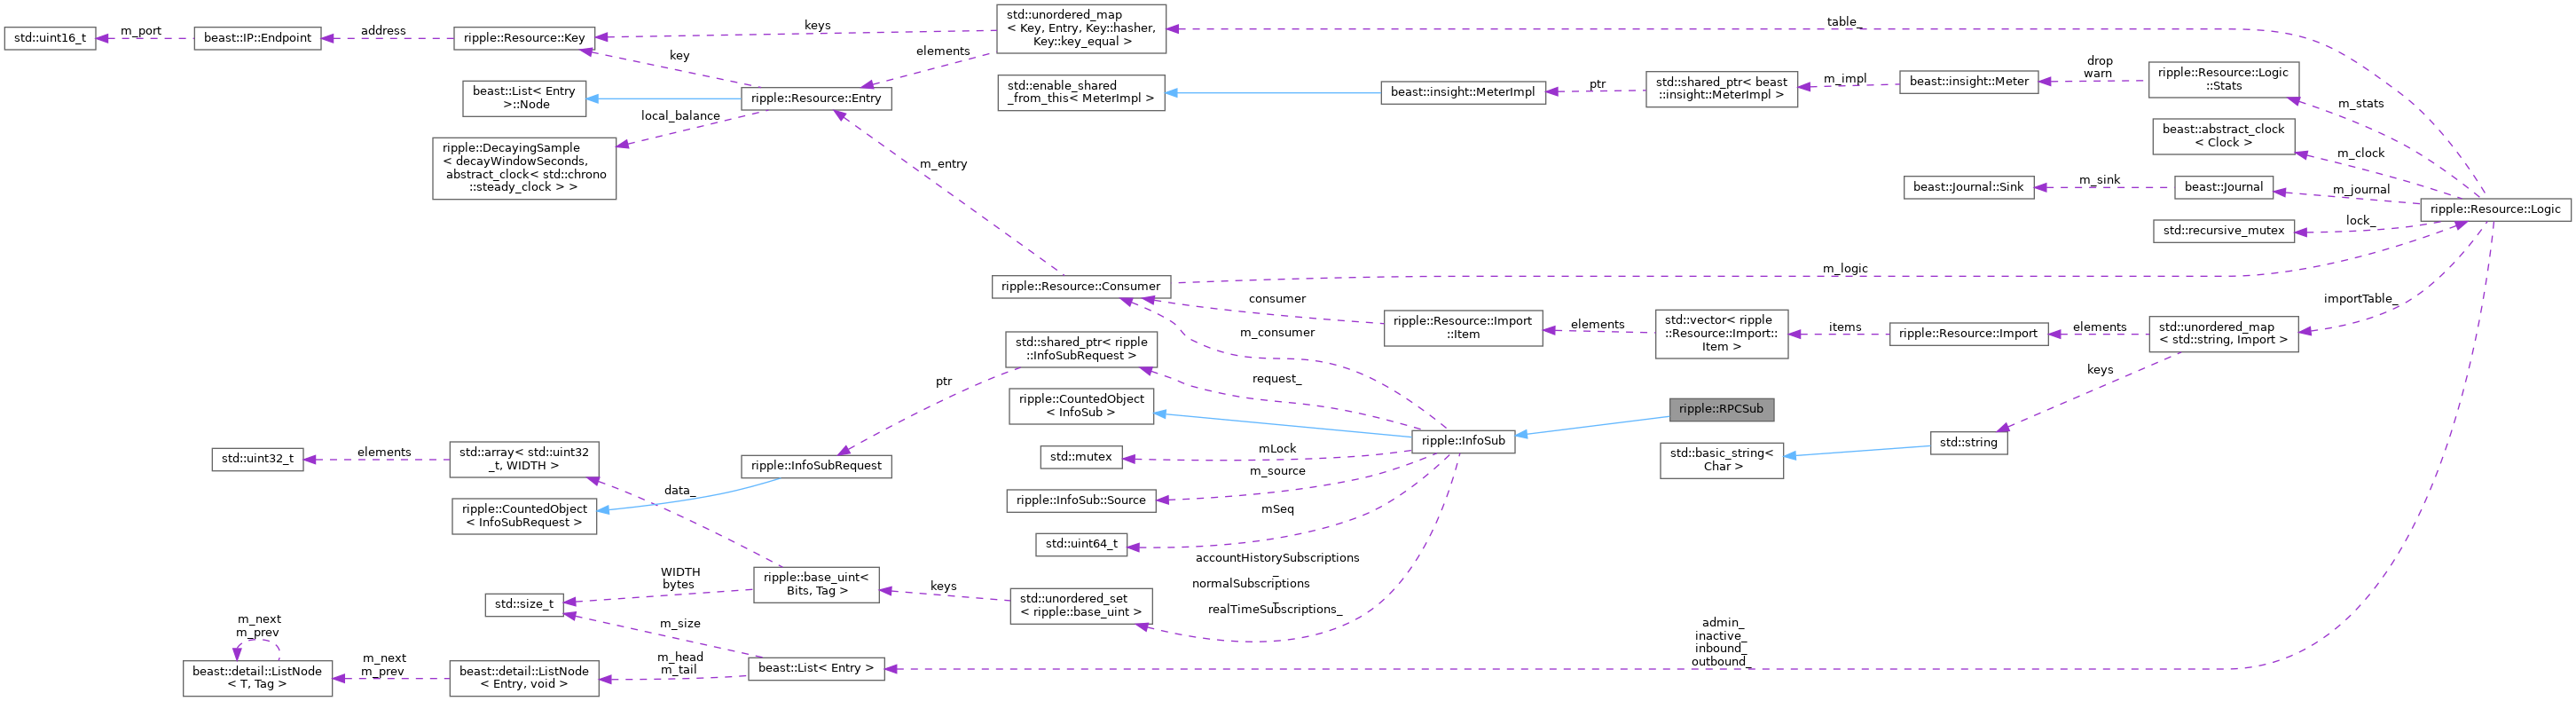 std::uint16_t
m_port
beast::IP::Endpoint
address
ripple::Resource::Key
keys
std::unordered_map
< Key, Entry, Key::hasher,
Key::key_equal >
table_
key
elements
beast::List< Entry
>::Node
ripple::Resource::Entry
local_balance
ripple::DecayingSample
< decayWindowSeconds,
abstract_clock< std::chrono
::steady_clock > >
std::enable_shared
_from_this< MeterImpl >
beast::insight::MeterImpl
ptr
std::shared_ptr< beast
::insight::MeterImpl >
m_impl
beast::insight::Meter
drop
warn
ripple::Resource::Logic
::Stats
m_stats
beast::abstract_clock
< Clock >
m_clock
beast::Journal::Sink
m_sink
beast::Journal
m_journal
ripple::Resource::Logic
std::recursive_mutex
lock_
m_entry
ripple::Resource::Consumer
m_logic
consumer
m_consumer
ripple::Resource::Import
::Item
elements
std::vector< ripple
::Resource::Import::
Item >
items
ripple::Resource::Import
elements
std::unordered_map
< std::string, Import >
importTable_
keys
std::shared_ptr< ripple
::InfoSubRequest >
request_
ptr
ripple::CountedObject
< InfoSub >
ripple::RPCSub
ripple::InfoSub
std::string
std::basic_string<
Char >
std::mutex
mLock
m_source
ripple::InfoSub::Source
mSeq
std::uint64_t
std::uint32_t
elements
std::array< std::uint32
_t, WIDTH >
ripple::InfoSubRequest
data_
ripple::CountedObject
< InfoSubRequest >
accountHistorySubscriptions
_
normalSubscriptions
_
realTimeSubscriptions_
WIDTH
bytes
ripple::base_uint<
Bits, Tag >
keys
std::unordered_set
< ripple::base_uint >
std::size_t
m_size
m_next
m_prev
beast::detail::ListNode
< T, Tag >
m_next
m_prev
beast::detail::ListNode
< Entry, void >
m_head
m_tail
beast::List< Entry >
admin_
inactive_
inbound_
outbound_